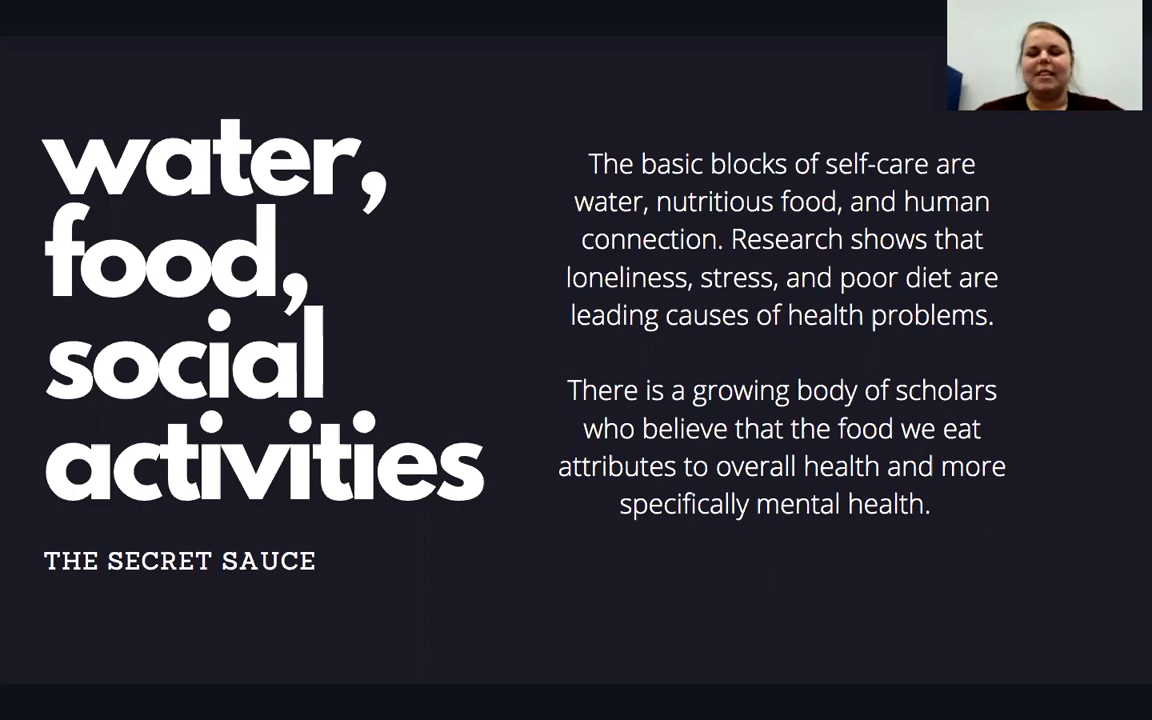 water,
food,
social
activities
THE SECRET SAUCE
The basic blocks of self-care are
water, nutritious food, and human
connection. Research shows that
loneliness, stress, and poor diet are
leading causes of health problems.
There is a growing body of scholars
who believe that the food we eat
attributes to overall health and more
specifically mental health.